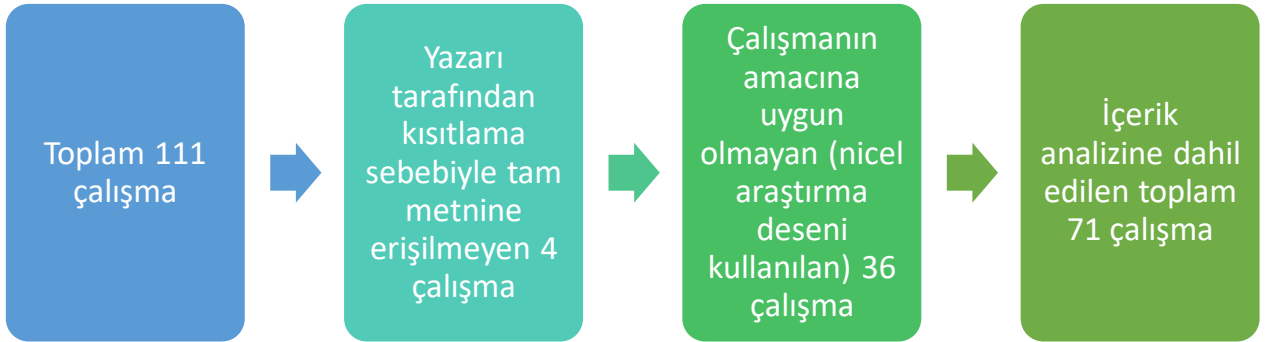 Toplam 111
çalışma
Yazarı
tarafından
kısıtlama
sebebiyle tam
metnine
erişilmeyen 4
çalışma
Çalışmanın
amacına
uygun
olmayan (nicel
araştırma
deseni
kullanılan) 36
çalışma
İçerik
analizine dahil
edilen toplam
71 çalışma